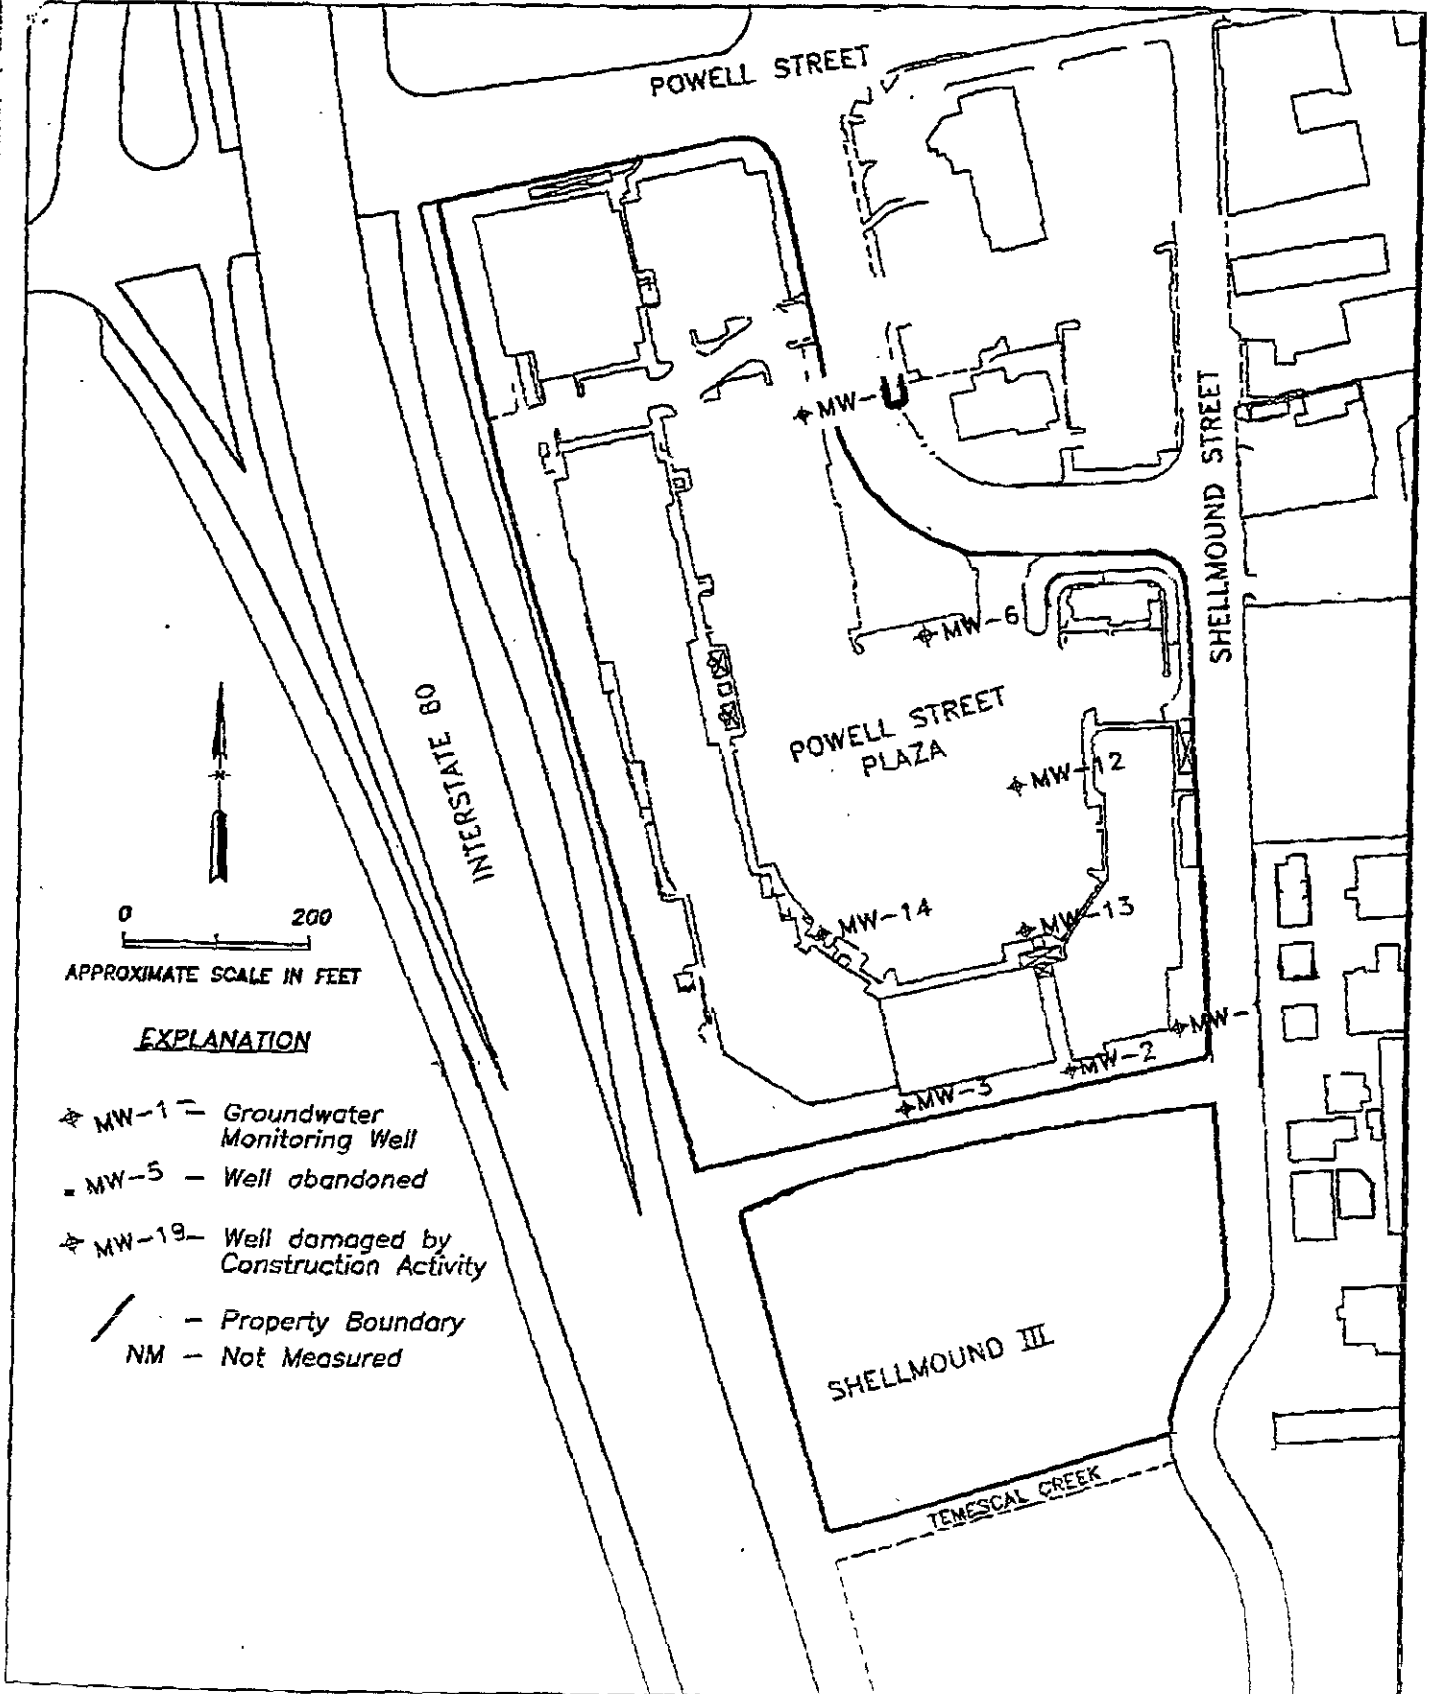 POWELL STREET
MW-
SHELLMOUND STREET
MW-6
POWELL STREET
PLAZA
MW-12
INTERSTATE 80
MW-14
MW-13
MW-
MW-2
MW-3
0 200
APPROXIMATE SCALE IN FEET
EXPLANATION
MW-1 - Groundwater
Monitoring Well
MW-5 - Well abandoned
MW-19 - Well damaged by
Construction Activity
- Property Boundary
NM - Not Measured
SHELLMOUND III
TEMESCAL CREEK